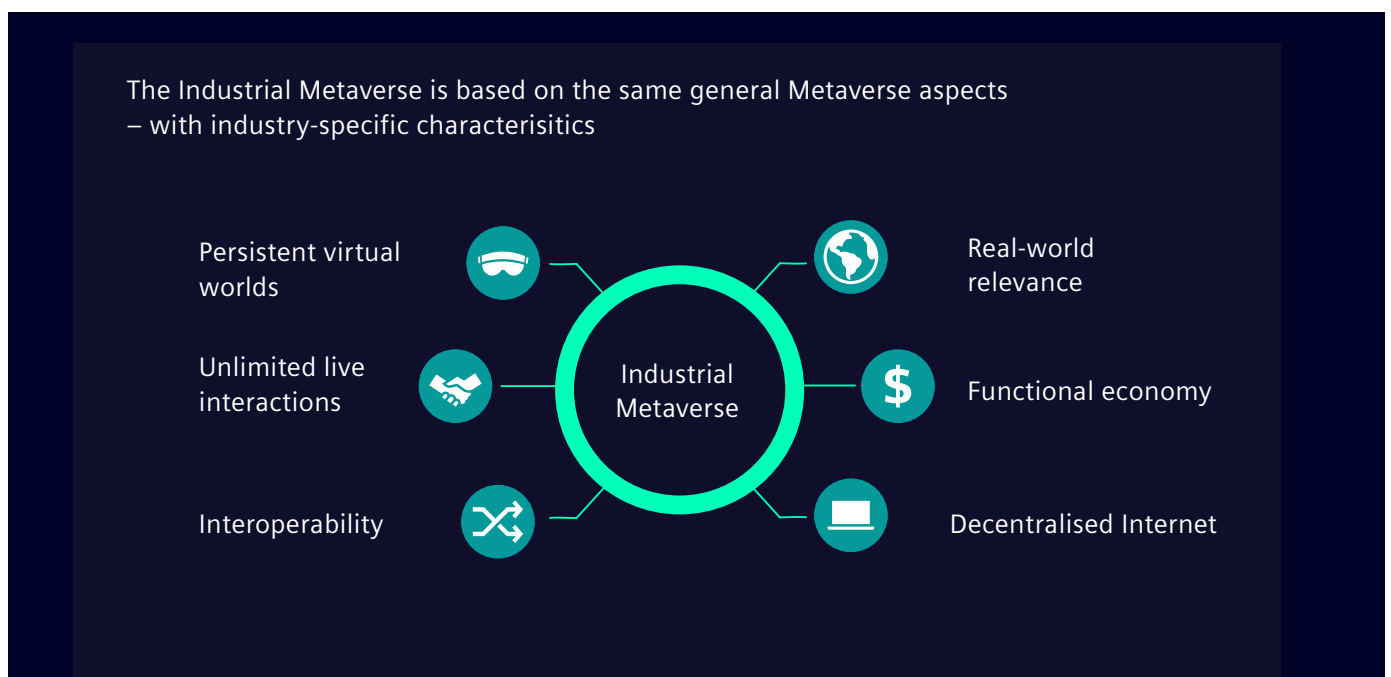 The Industrial Metaverse is based on the same general Metaverse aspects
– with industry-specific characterisitics
Persistent virtual
worlds
Unlimited live
interactions
Interoperability
Industrial
Metaverse
Real-world
relevance
$
Functional economy
Decentralised Internet